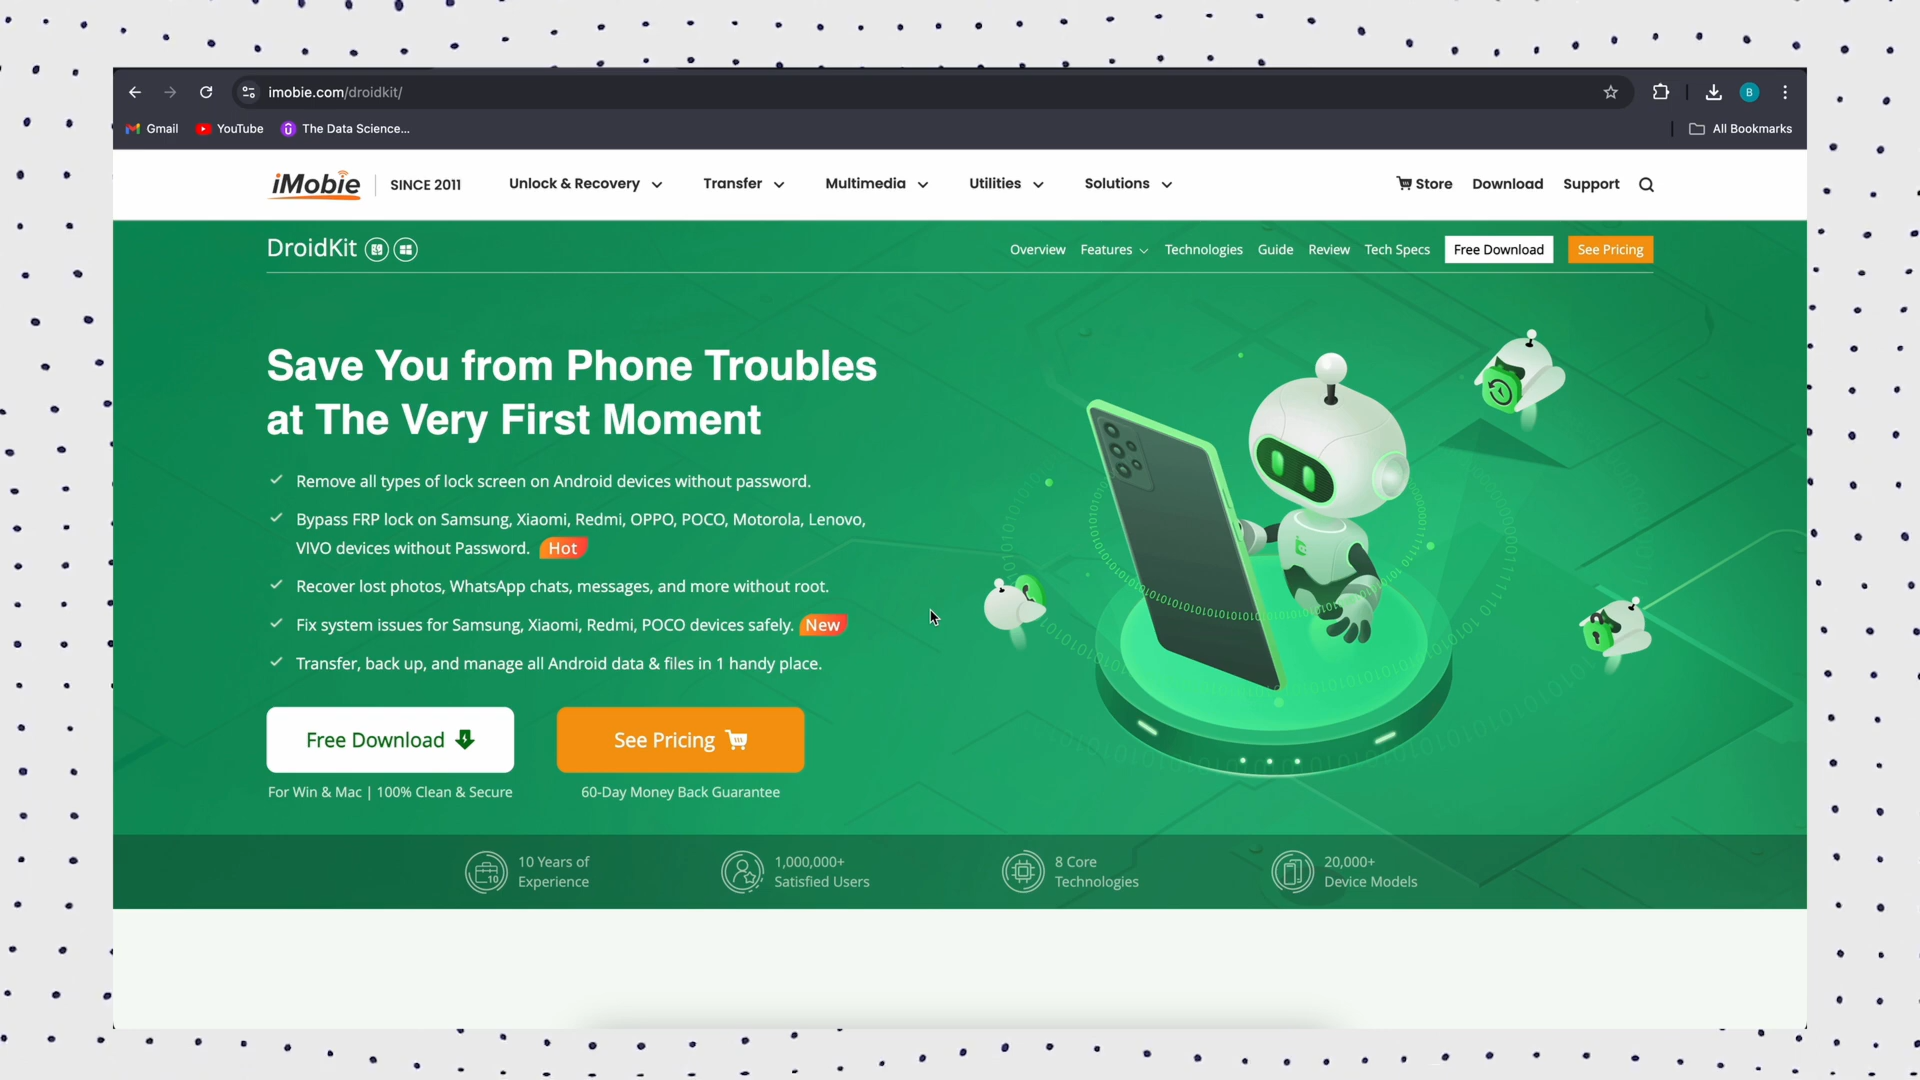 imobie.com/droidkit/
B
Gmail
YouTube
The Data Science...
All Bookmarks
iMobie
SINCE 2011
Unlock & Recovery
Transfer
Multimedia
Utilities
Solutions
Store
Download
Support
DroidKit
Overview
Features
Technologies
Guide
Review
Tech Specs
Free Download
See Pricing
Save You from Phone Troubles
at The Very First Moment
Remove all types of lock screen on Android devices without password.
Bypass FRP lock on Samsung, Xiaomi, Redmi, OPPO, POCO, Motorola, Lenovo,
VIVO devices without Password. Hot
Recover lost photos, WhatsApp chats, messages, and more without root.
Fix system issues for Samsung, Xiaomi, Redmi, POCO devices safely. New
Transfer, back up, and manage all Android data & files in 1 handy place.
Free Download
See Pricing
For Win & Mac | 100% Clean & Secure
60-Day Money Back Guarantee
10 Years of
Experience
1,000,000+
Satisfied Users
8 Core
Technologies
20,000+
Device Models